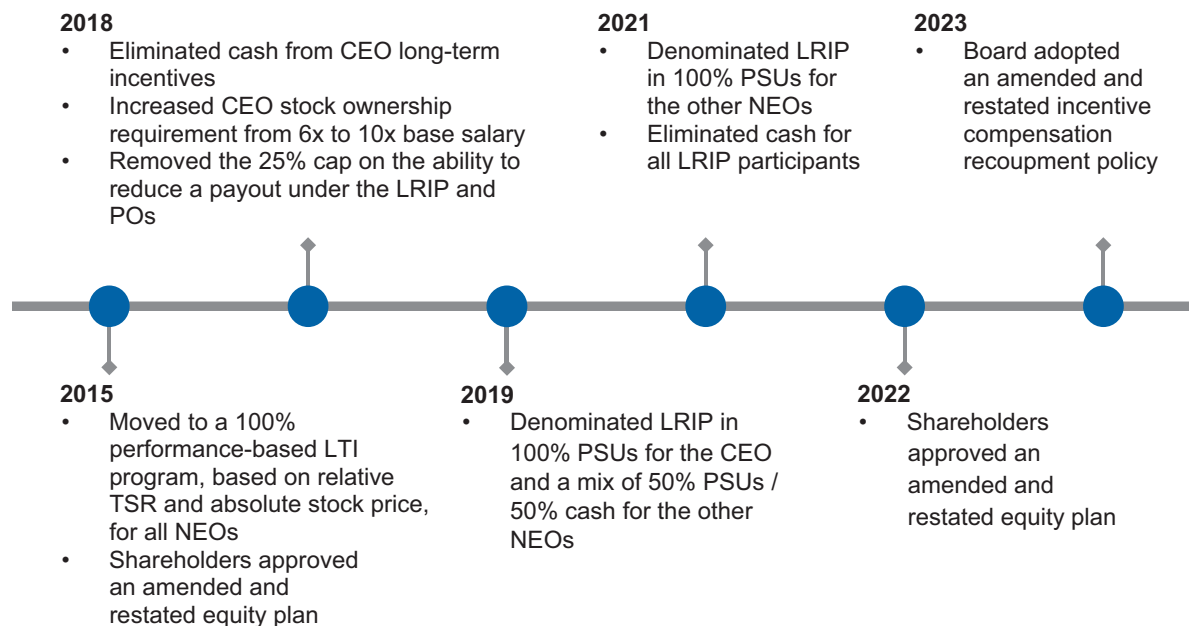 2018
• Eliminated cash from CEO long-term
incentives
• Increased CEO stock ownership
requirement from 6x to 10x base salary
• Removed the 25% cap on the ability to
reduce a payout under the LRIP and
POs
2021
• Denominated LRIP
in 100% PSUs for
the other NEOs
• Eliminated cash for
all LRIP participants
2023
• Board adopted
an amended and
restated incentive
compensation
recoupment policy
2015
• Moved to a 100%
performance-based LTI
program, based on relative
TSR and absolute stock price,
for all NEOs
• Shareholders approved
an amended and
restated equity plan
2019
• Denominated LRIP in
100% PSUs for the CEO
and a mix of 50% PSUs /
50% cash for the other
NEOs
2022
• Shareholders
approved an
amended and
restated equity plan